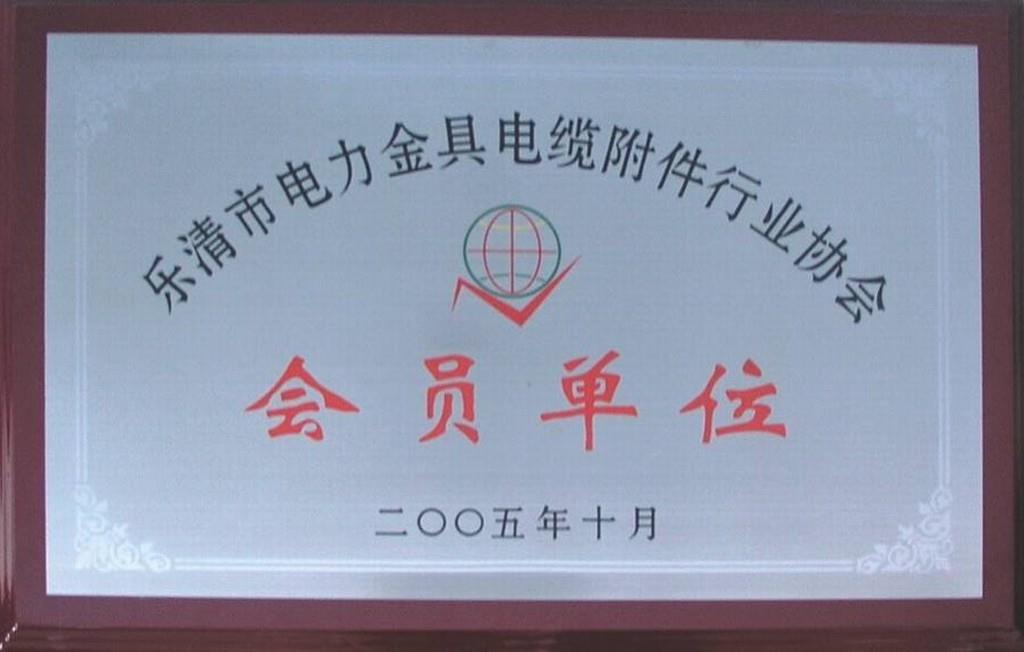 乐清市电力金具电缆附件行业协会
会员单位
二〇〇五年十月